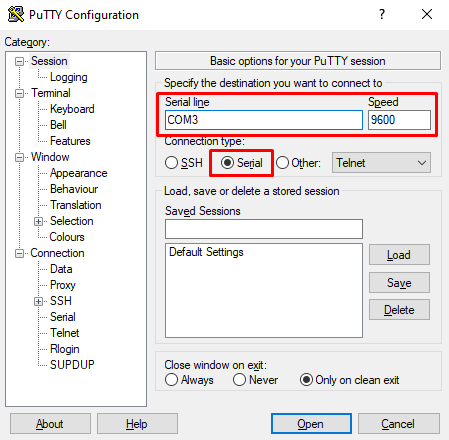 PuTTY Configuration
Category:
Session
Logging
Terminal
Keyboard
Bell
Features
Window
Appearance
Behaviour
Translation
Selection
Colours
Connection
Data
Proxy
SSH
Serial
Telnet
Rlogin
SUPDUP
Basic options for your PuTTY session
Specify the destination you want to connect to
Serial line Speed
COM3 9600
Connection type:
SSH Serial Other: Telnet
Load, save or delete a stored session
Saved Sessions
Default Settings
Load
Save
Delete
Close window on exit:
Always Never Only on clean exit
About Help Open Cancel